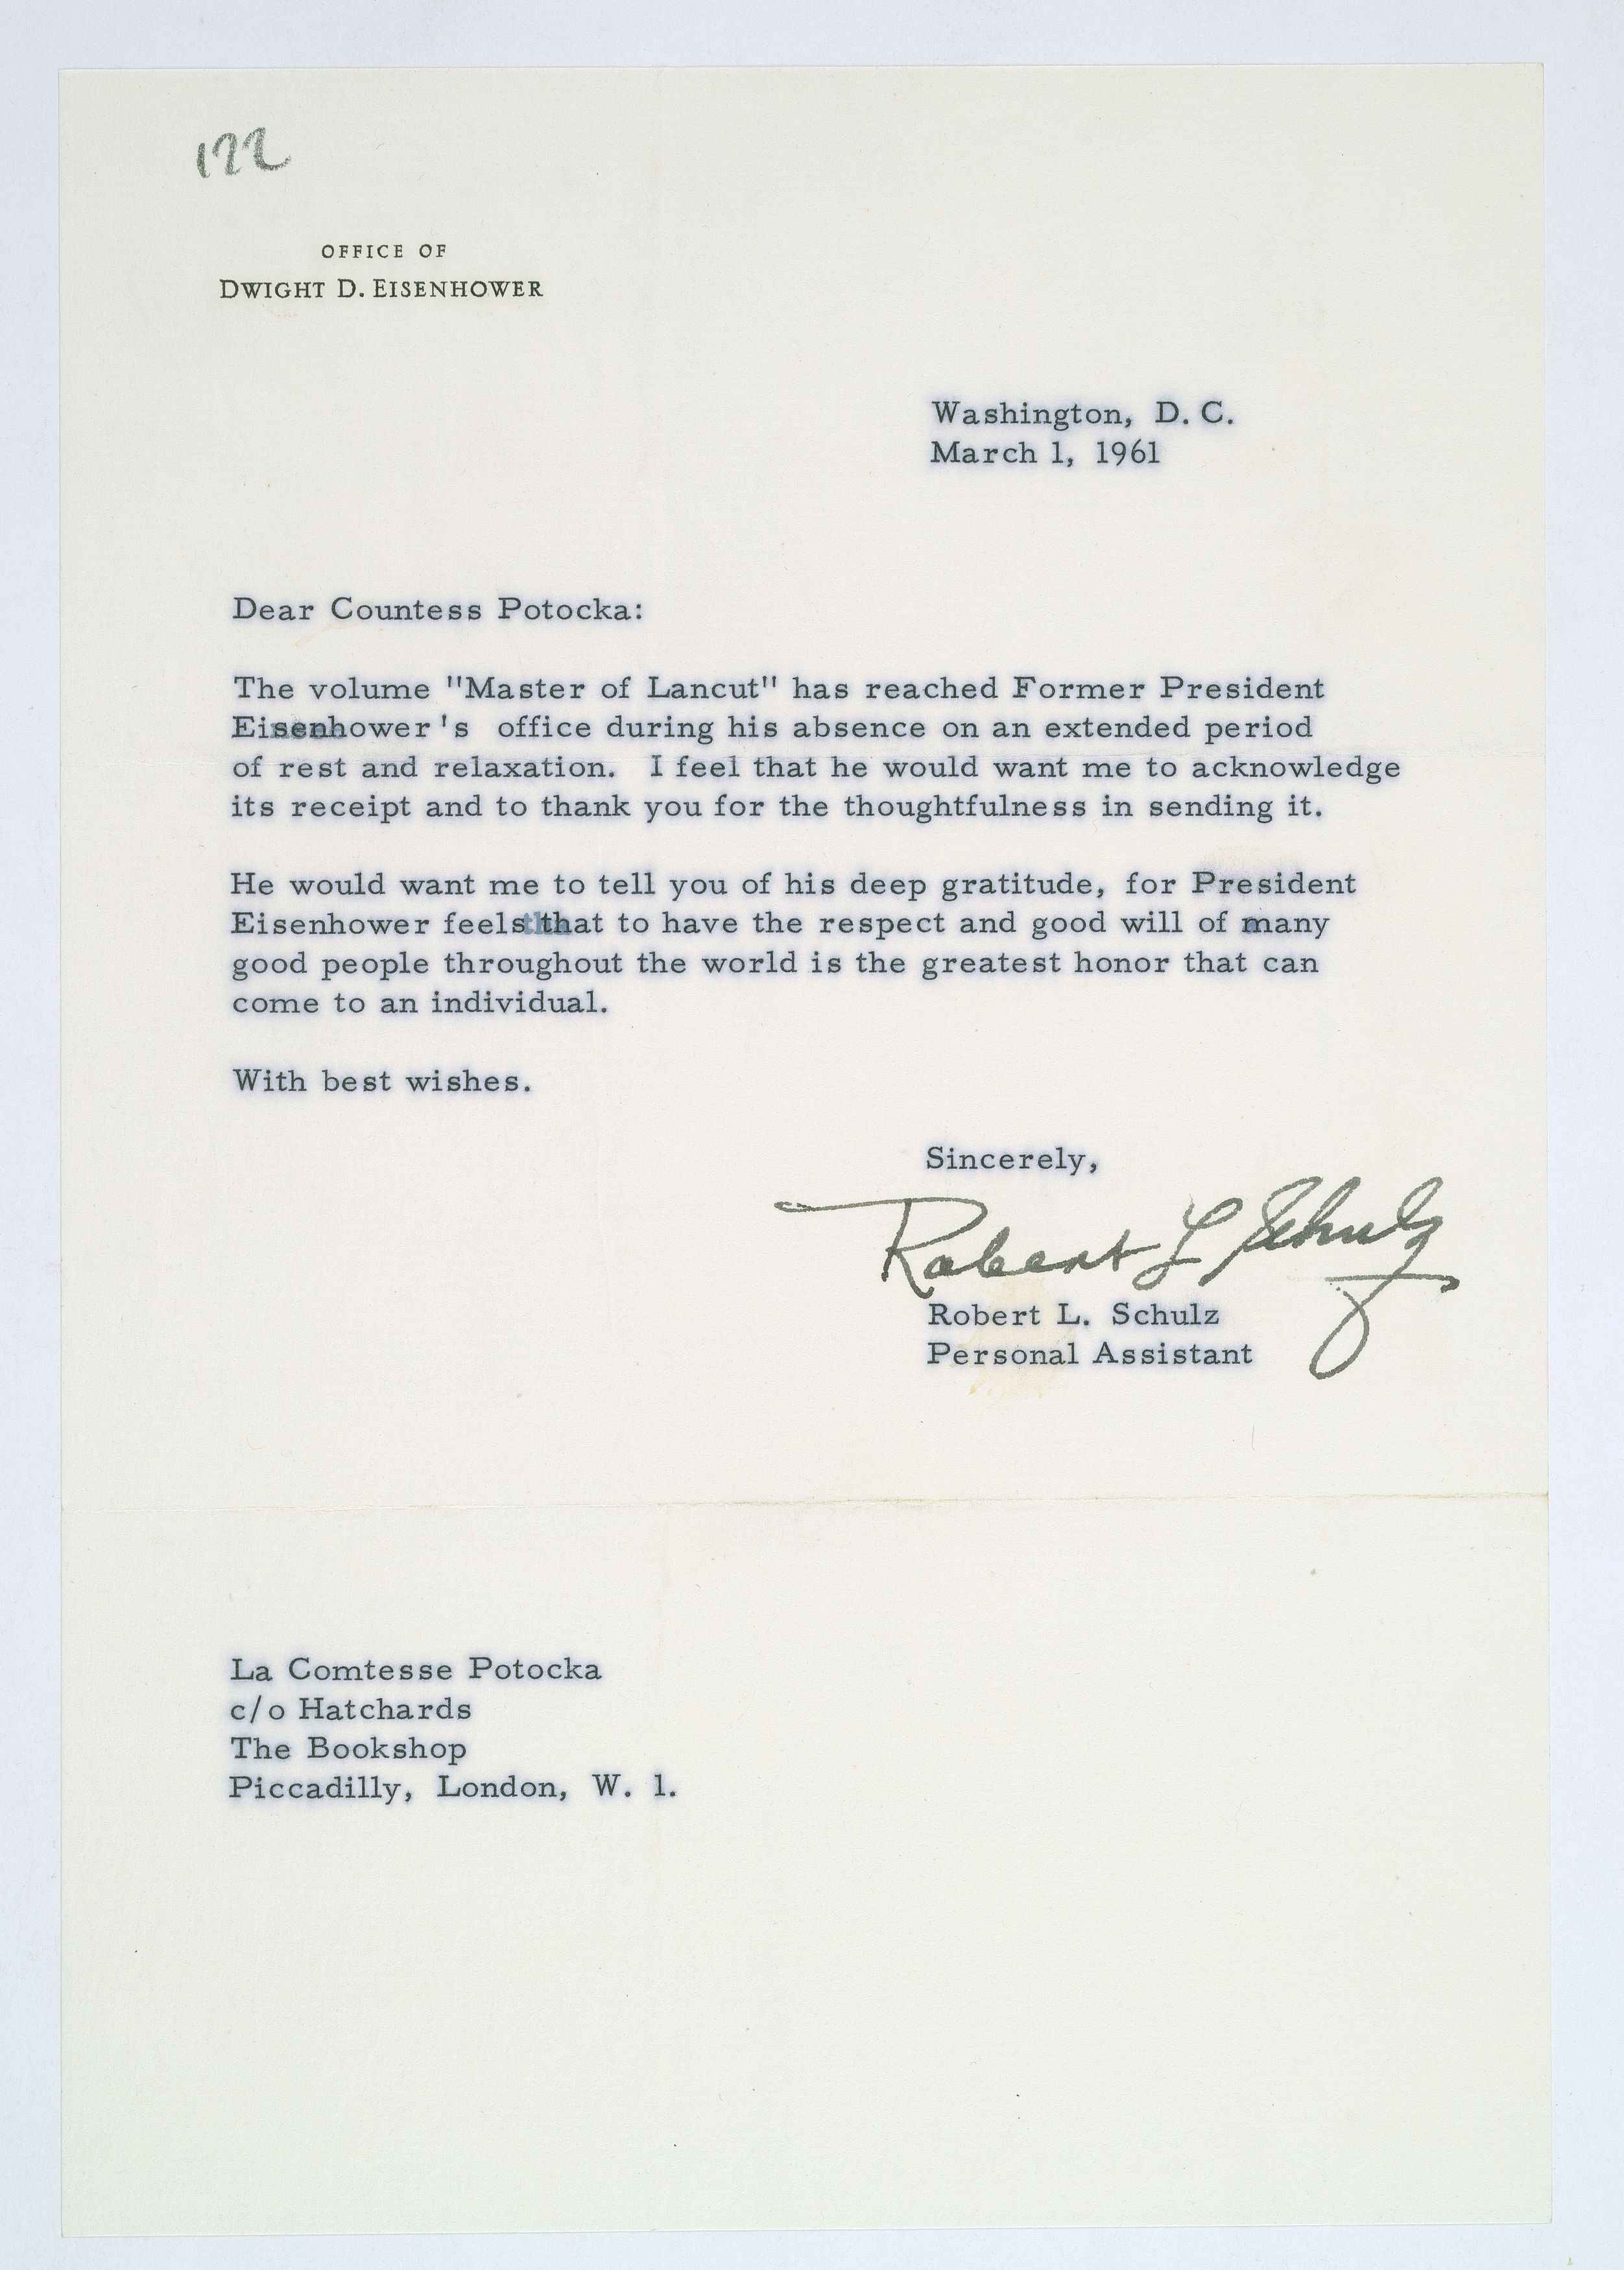 122
OFFICE OF
DWIGHT D. EISENHOWER
Washington, D. C.
March 1, 1961
Dear Countess Potocka:
The volume "Master of Lancut" has reached Former President
Eisenhower's office during his absence on an extended period
of rest and relaxation. I feel that he would want me to acknowledge
its receipt and to thank you for the thoughtfulness in sending it.
He would want me to tell you of his deep gratitude, for President
Eisenhower feels that to have the respect and good will of many
good people throughout the world is the greatest honor that can
come to an individual.
With best wishes.
Sincerely,
Robert L Schulz
Robert L. Schulz
Personal Assistant
La Comtesse Potocka
c/o Hatchards
The Bookshop
Piccadilly, London, W. 1.